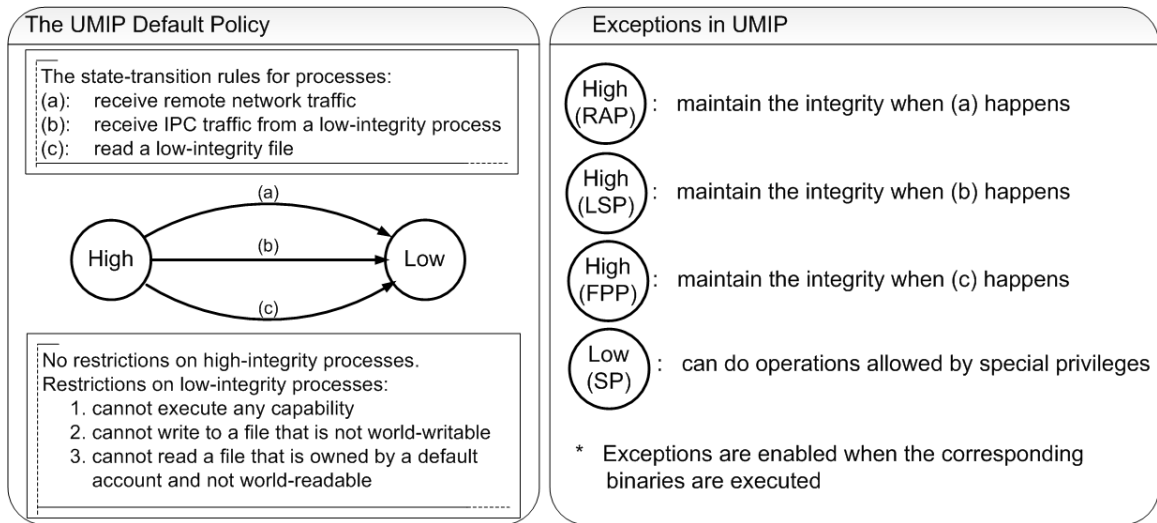 The UMIP Default Policy
The state-transition rules for processes:
(a): receive remote network traffic
(b): receive IPC traffic from a low-integrity process
(c): read a low-integrity file
(a)
High
(b)
Low
(c)
No restrictions on high-integrity processes.
Restrictions on low-integrity processes:
1. cannot execute any capability
2. cannot write to a file that is not world-writable
3. cannot read a file that is owned by a default
account and not world-readable
Exceptions in UMIP
High
(RAP)
: maintain the integrity when (a) happens
High
(LSP)
: maintain the integrity when (b) happens
High
(FPP)
: maintain the integrity when (c) happens
Low
(SP)
: can do operations allowed by special privileges
* Exceptions are enabled when the corresponding
binaries are executed